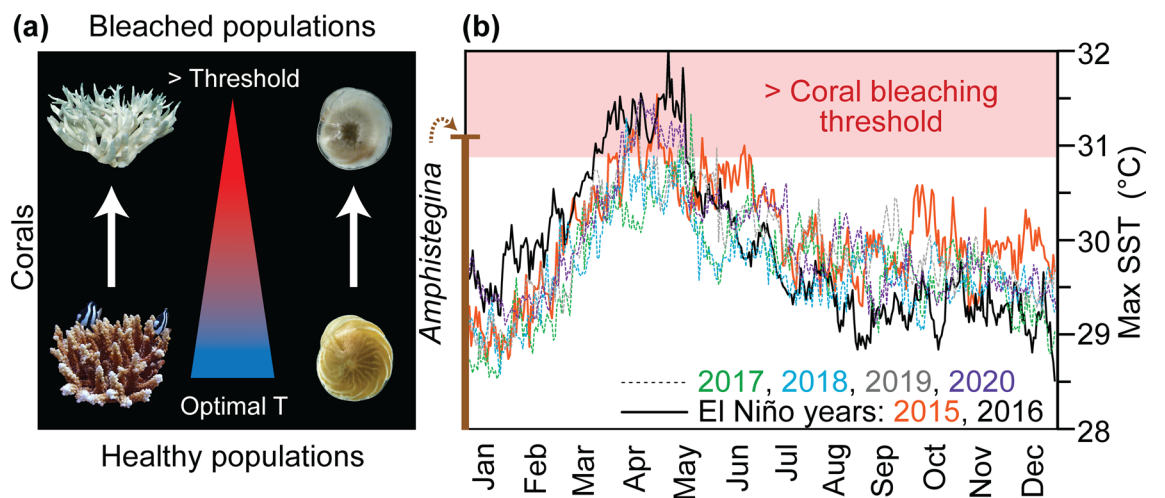 (a)
Bleached populations
> Threshold
Corals
Amphistegina
Optimal T
Healthy populations
(b)
> Coral bleaching
threshold
32
31
30
29
28
Max SST (°C)
2017, 2018, 2019, 2020
El Niño years: 2015, 2016
Jan
Feb
Mar
Apr
May
Jun
Jul
Aug
Sep
Oct
Nov
Dec